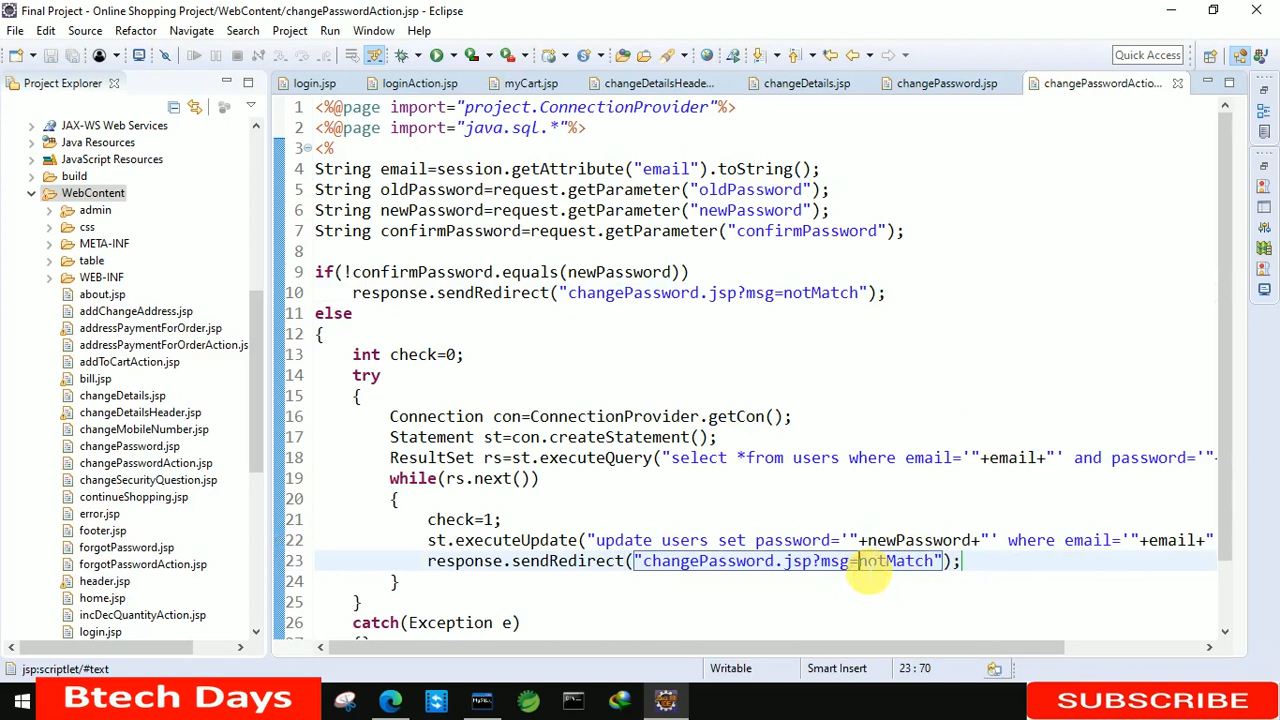 Final Project - Online Shopping Project/WebContent/changePasswordAction.jsp - Eclipse
File Edit Source Refactor Navigate Search Project Run Window Help
Quick Access
Project Explorer
login.jsp loginAction.jsp myCart.jsp changeDetailsHeade... changeDetails.jsp changePassword.jsp changePasswordActio...
JAX-WS Web Services
Java Resources
JavaScript Resources
build
WebContent
admin
css
META-INF
table
WEB-INF
about.jsp
addChangeAddress.jsp
addressPaymentForOrder.jsp
addressPaymentForOrderAction.js
addToCartAction.jsp
bill.jsp
changeDetails.jsp
changeDetailsHeader.jsp
changeMobileNumber.jsp
changePassword.jsp
changePasswordAction.jsp
changeSecurityQuestion.jsp
continueShopping.jsp
error.jsp
footer.jsp
forgotPassword.jsp
forgotPasswordAction.jsp
header.jsp
home.jsp
incDecQuantityAction.jsp
login.jsp
1 <%@page import="project.ConnectionProvider"%>
2 <%@page import="java.sql.*"%>
3 <%
4 String email=session.getAttribute("email").toString();
5 String oldPassword=request.getParameter("oldPassword");
6 String newPassword=request.getParameter("newPassword");
7 String confirmPassword=request.getParameter("confirmPassword");
8
9 if(!confirmPassword.equals(newPassword))
10 response.sendRedirect("changePassword.jsp?msg=notMatch");
11 else
12 {
13 int check=0;
14 try
15 {
16 Connection con=ConnectionProvider.getCon();
17 Statement st=con.createStatement();
18 ResultSet rs=st.executeQuery("select *from users where email='"+email+"' and password='"+
19 while(rs.next())
20 {
21 check=1;
22 st.executeUpdate("update users set password='"+newPassword+"' where email='"+email+"
23 response.sendRedirect("changePassword.jsp?msg=notMatch");
24 }
25 }
26 catch(Exception e)
27 {}
jsp:scriptlet/#text
Writable
Smart Insert
23 : 70
Btech Days
SUBSCRIBE